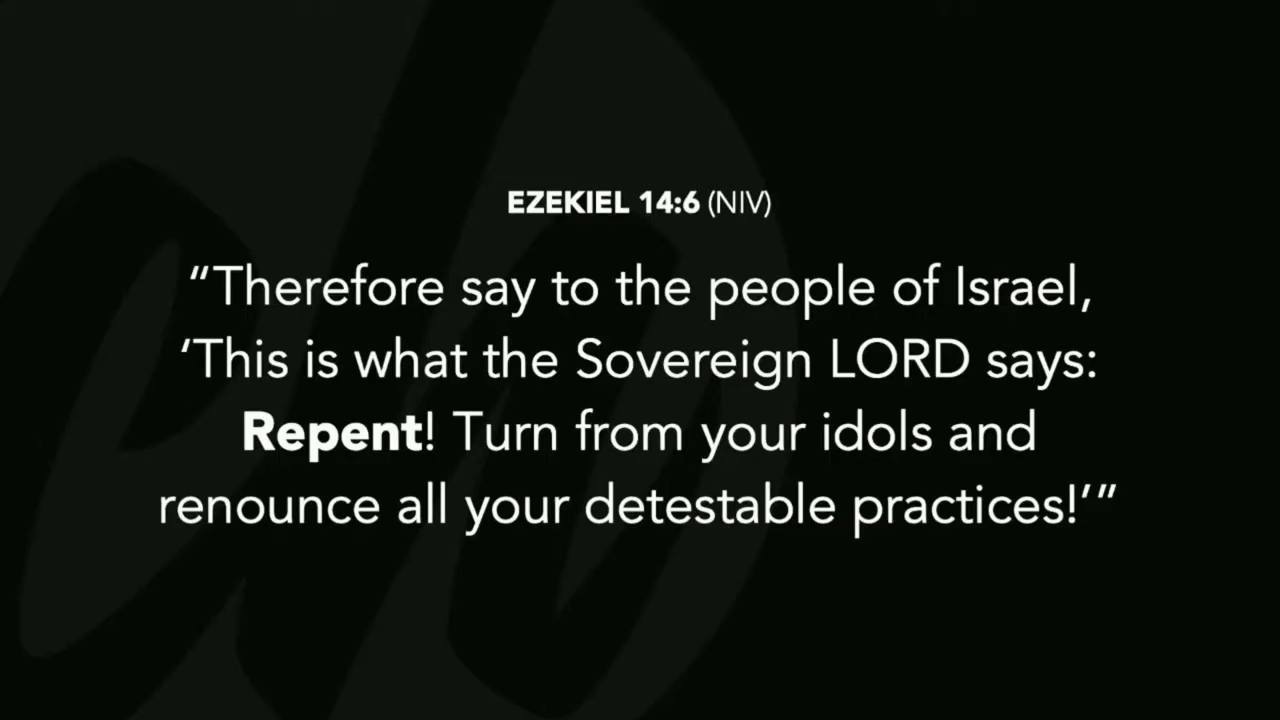 EZEKIEL 14:6 (NIV)
“Therefore say to the people of Israel,
‘This is what the Sovereign LORD says:
Repent! Turn from your idols and
renounce all your detestable practices!’”